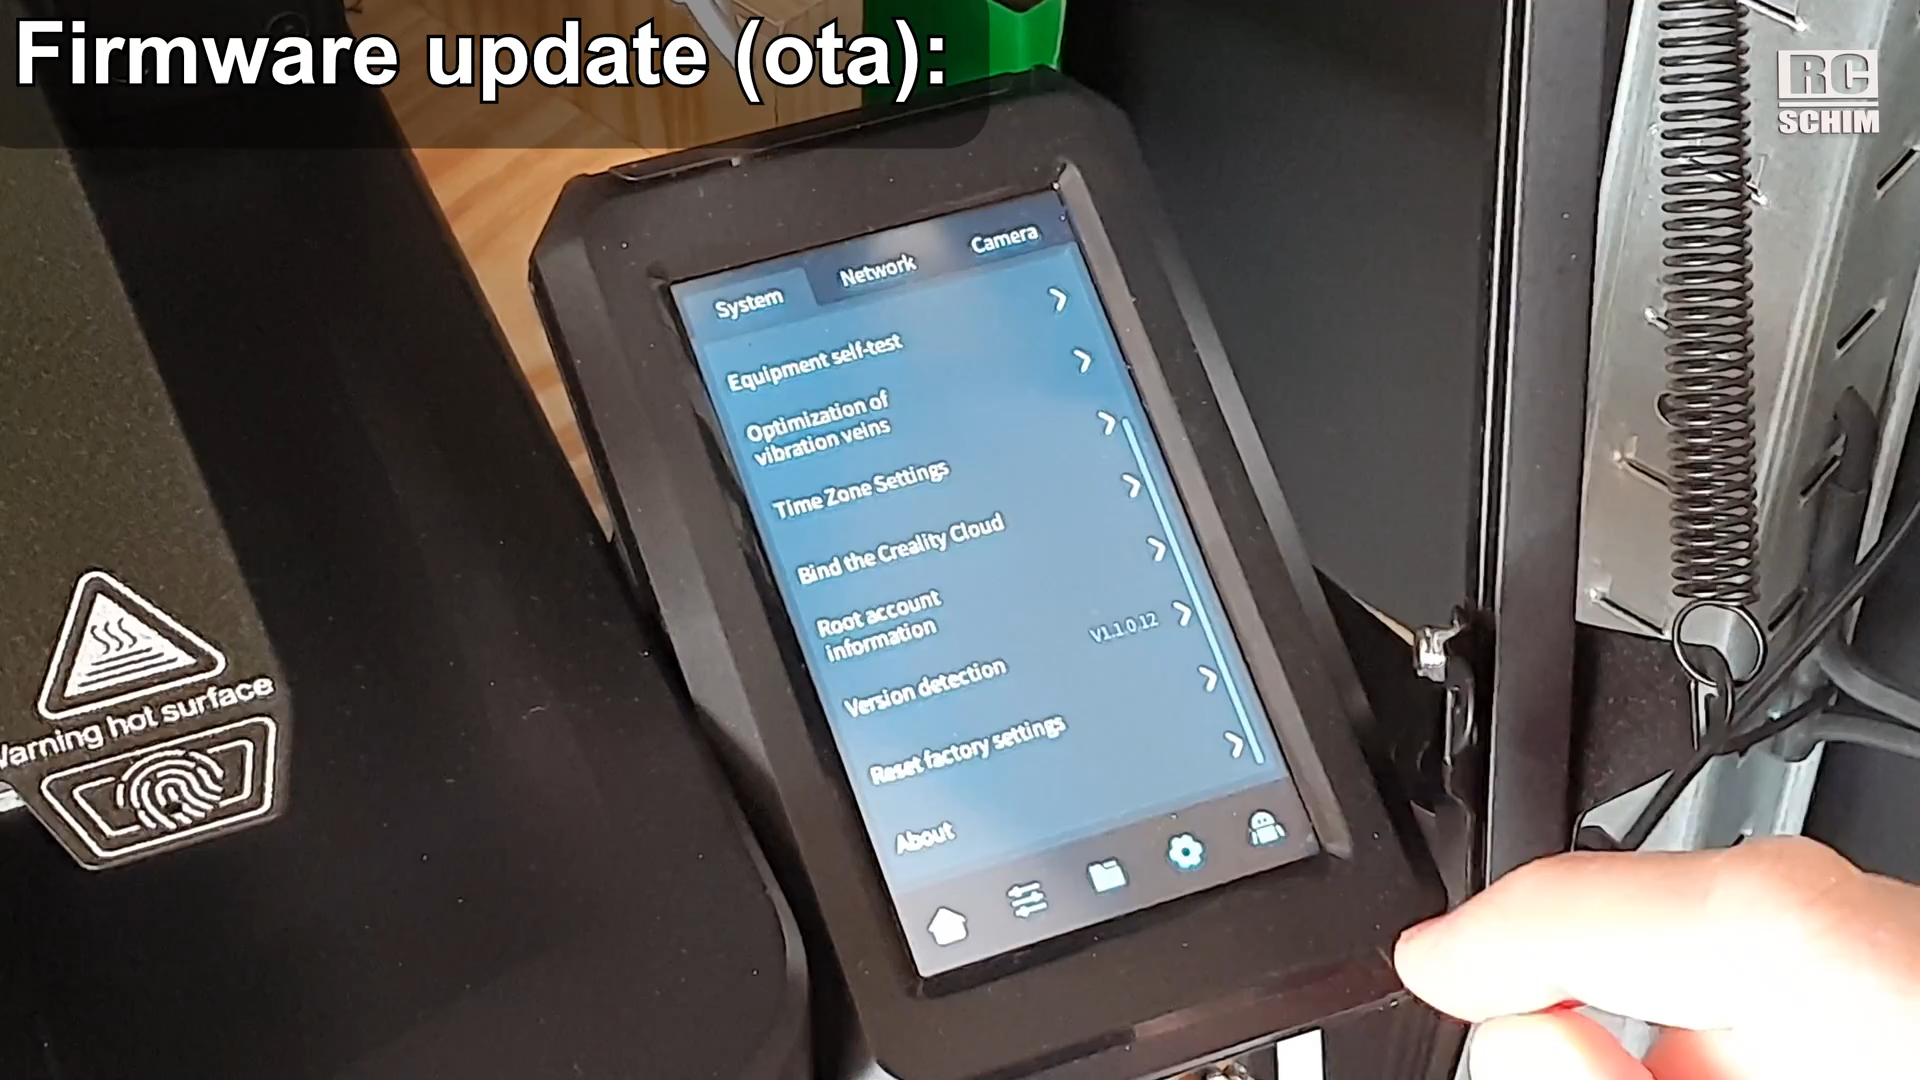 Firmware update (ota):
RC
SCHIM
System
Network
Camera
Equipment self-test
Optimization of
vibration veins
Time Zone Settings
Bind the Creality Cloud
Root account
information
V1.1.0.12
Version detection
Reset factory settings
About
Warning hot surface